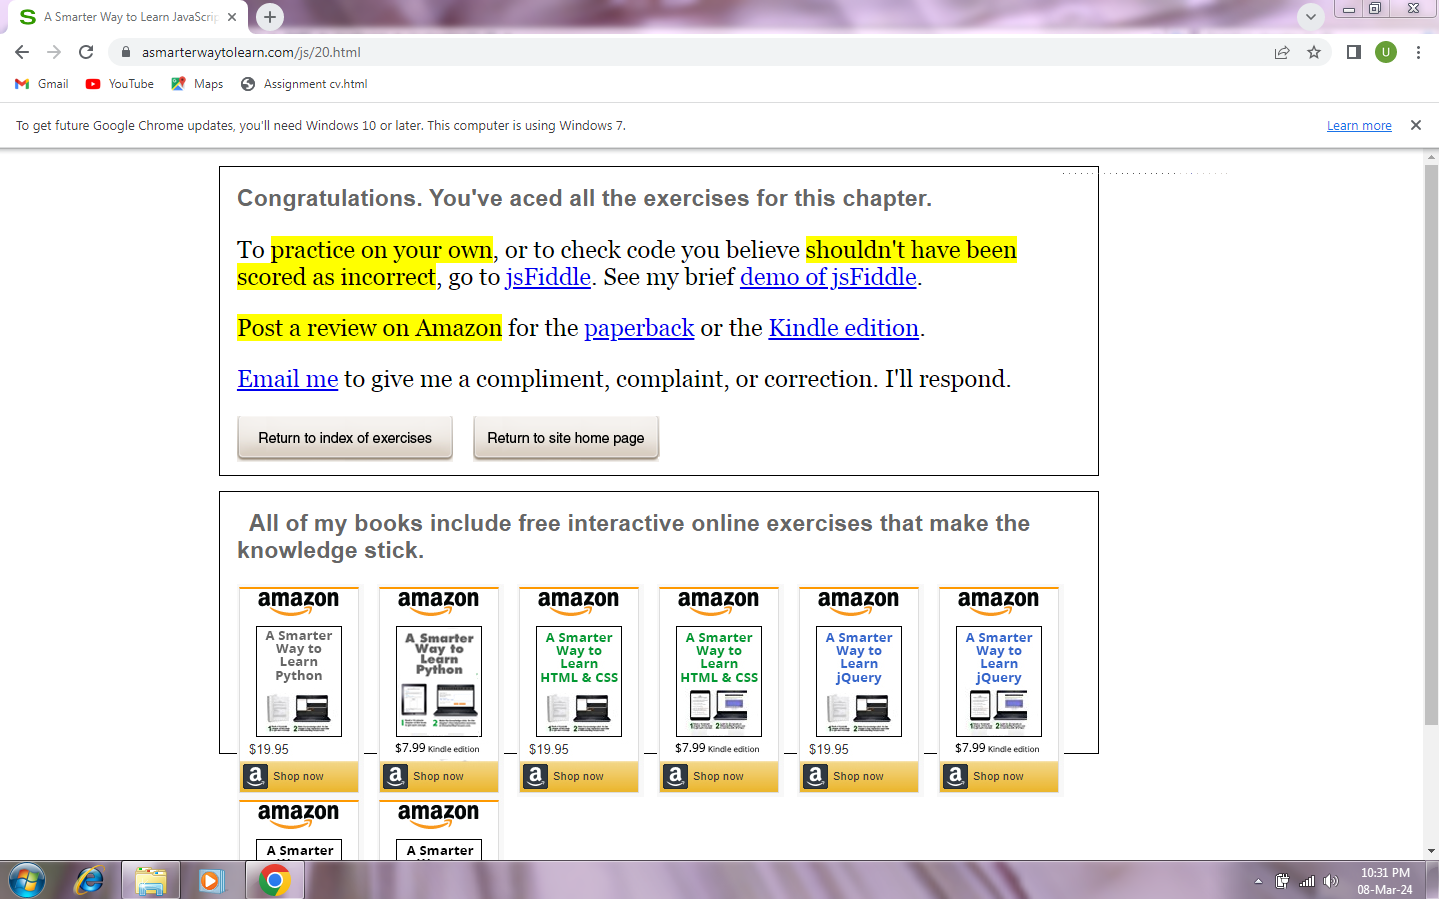 A Smarter Way to Learn JavaScrip
asmarterwaytolearn.com/js/20.html
U
Gmail YouTube Maps Assignment cv.html
To get future Google Chrome updates, you'll need Windows 10 or later. This computer is using Windows 7. Learn more
Congratulations. You've aced all the exercises for this chapter.
To practice on your own, or to check code you believe shouldn't have been
scored as incorrect, go to jsFiddle. See my brief demo of jsFiddle.
Post a review on Amazon for the paperback or the Kindle edition.
Email me to give me a compliment, complaint, or correction. I'll respond.
Return to index of exercises Return to site home page
All of my books include free interactive online exercises that make the
knowledge stick.
amazon
A Smarter
Way to
Learn
Python
$19.95
Shop now
amazon
A Smarter
Way to
Learn
Python
$7.99 Kindle edition
Shop now
amazon
A Smarter
Way to
Learn
HTML & CSS
$19.95
Shop now
amazon
A Smarter
Way to
Learn
HTML & CSS
$7.99 Kindle edition
Shop now
amazon
A Smarter
Way to
Learn
jQuery
$19.95
Shop now
amazon
A Smarter
Way to
Learn
jQuery
$7.99 Kindle edition
Shop now
amazon
A Smarter
amazon
A Smarter
10:31 PM
08-Mar-24